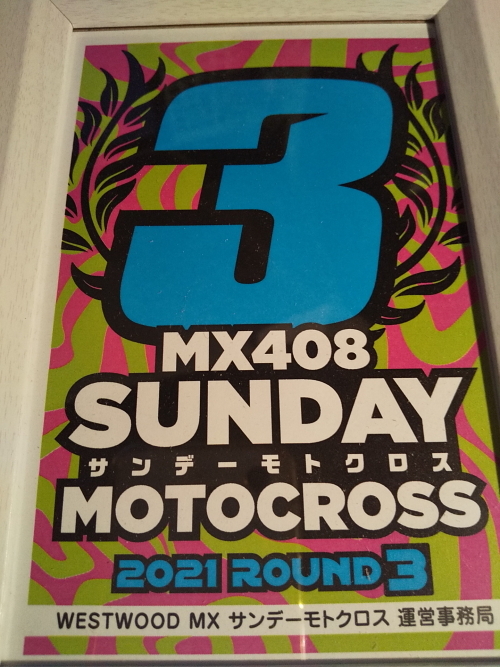 3
MX408
SUNDAY
サンデーモトクロス
MOTOCROSS
2021 ROUND 3
WESTWOOD MX サンデーモトクロス 運営事務局